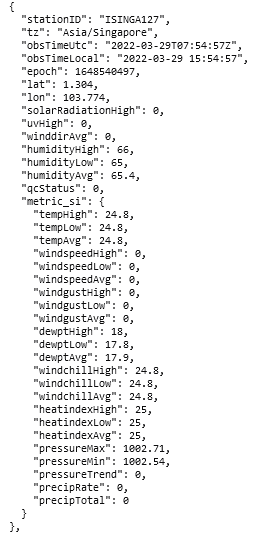 {
"stationID": "ISINGA127",
"tz": "Asia/Singapore",
"obsTimeUtc": "2022-03-29T07:54:57Z",
"obsTimeLocal": "2022-03-29 15:54:57",
"epoch": 1648540497,
"lat": 1.304,
"lon": 103.774,
"solarRadiationHigh": 0,
"uvHigh": 0,
"winddirAvg": 0,
"humidityHigh": 66,
"humidityLow": 65,
"humidityAvg": 65.4,
"qcStatus": 0,
"metric_si": {
"tempHigh": 24.8,
"tempLow": 24.8,
"tempAvg": 24.8,
"windspeedHigh": 0,
"windspeedLow": 0,
"windspeedAvg": 0,
"windgustHigh": 0,
"windgustLow": 0,
"windgustAvg": 0,
"dewptHigh": 18,
"dewptLow": 17.8,
"dewptAvg": 17.9,
"windchillHigh": 24.8,
"windchillLow": 24.8,
"windchillAvg": 24.8,
"heatindexHigh": 25,
"heatindexLow": 25,
"heatindexAvg": 25,
"pressureMax": 1002.71,
"pressureMin": 1002.54,
"pressureTrend": 0,
"precipRate": 0,
"precipTotal": 0
}
},